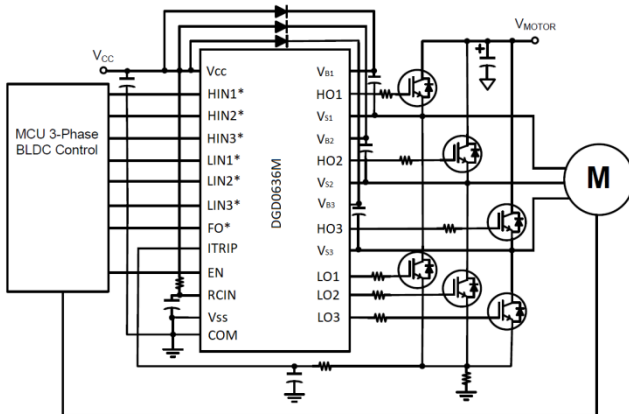 VMOTOR
VCC
MCU 3-Phase
BLDC Control
Vcc
HIN1*
HIN2*
HIN3*
LIN1*
LIN2*
LIN3*
FO*
ITRIP
EN
RCIN
Vss
COM
DGD0636M
VB1
HO1
VS1
VB2
HO2
VS2
VB3
HO3
VS3
LO1
LO2
LO3
+
M